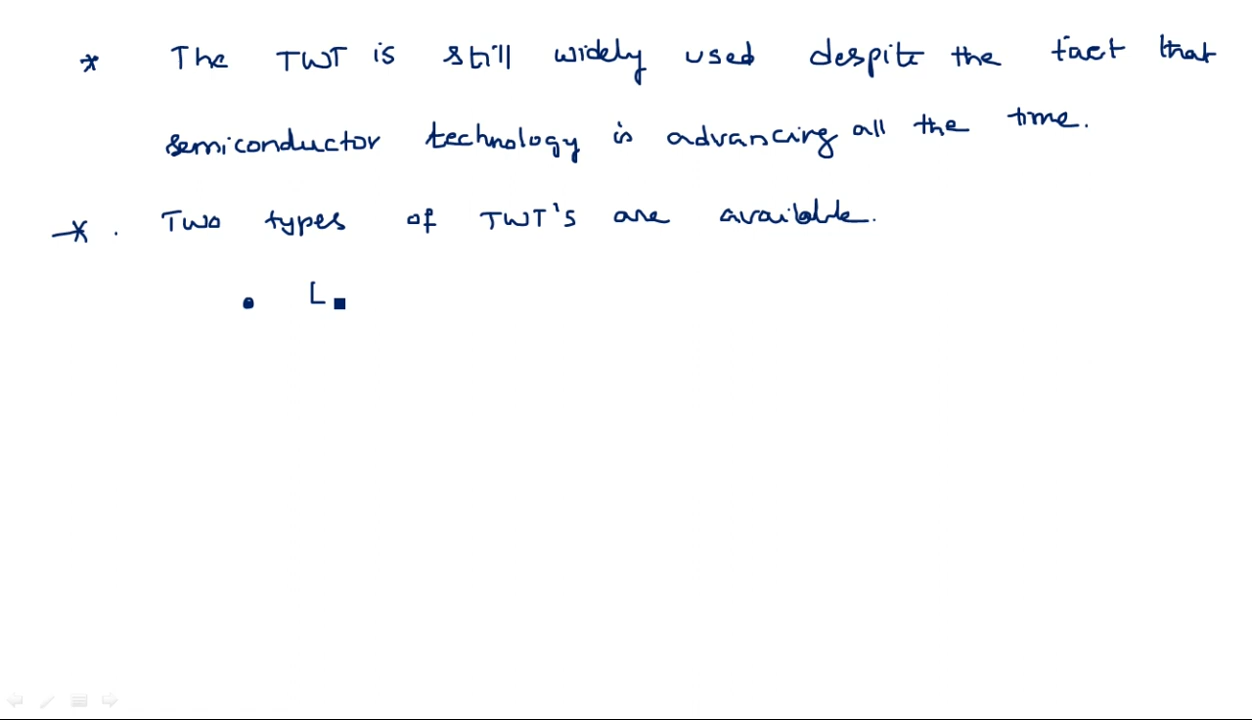 * The TWT is still widely used despite the fact that
semiconductor technology is advancing all the time.
* . Two types of TWT's are available.
• L